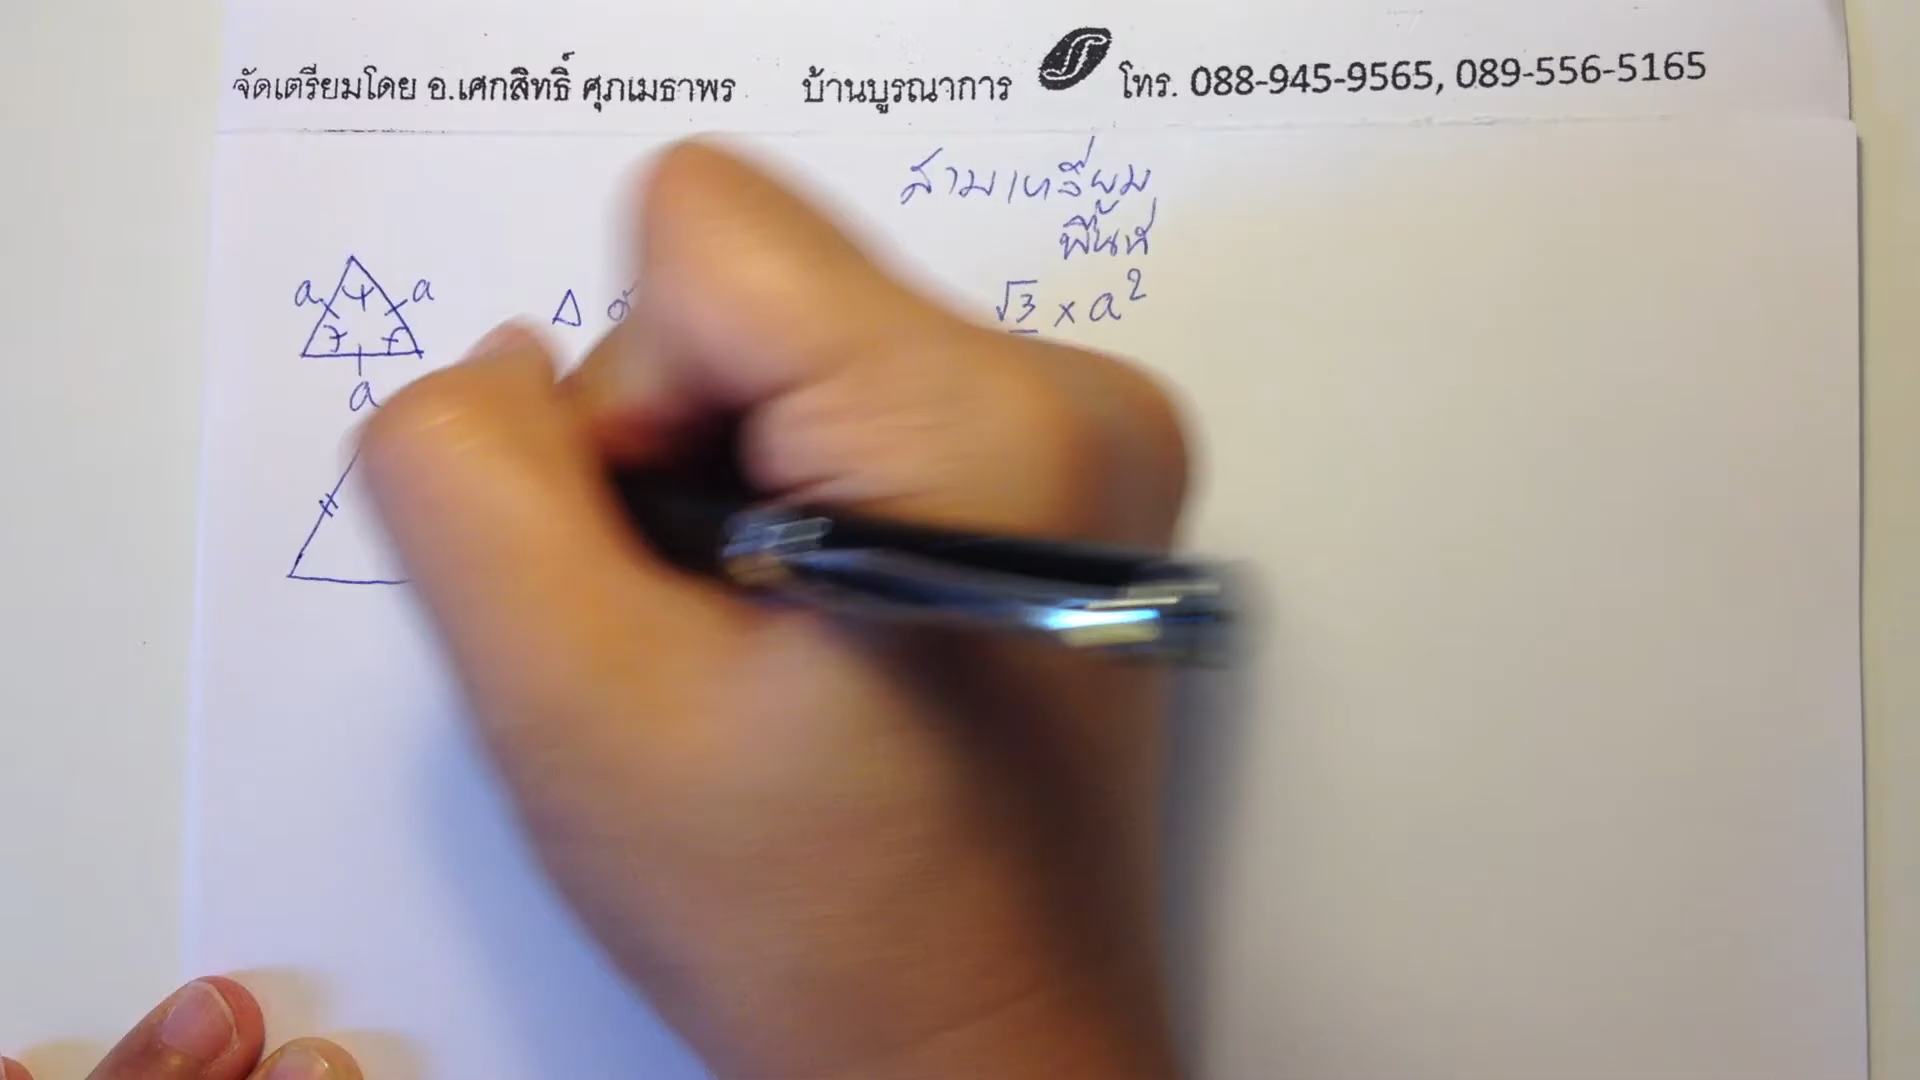 จัดเตรียมโดย อ.เศกสิทธิ์ ศุภเมธาพร บ้านบูรณาการ โทร. 088-945-9565, 089-556-5165
สามเหลี่ยม
พื้นที่
a a Δ √3 x a²
a